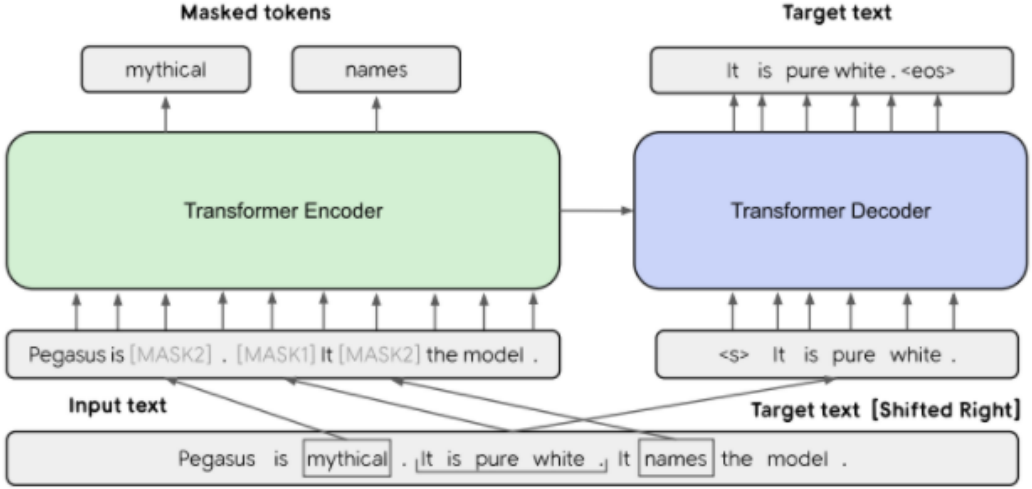 Masked tokens
Target text
mythical
names
It is pure white . <eos>
Transformer Encoder
Transformer Decoder
Pegasus is [MASK2] . [MASK1] It [MASK2] the model .
<s> It is pure white .
Input text
Target text [Shifted Right]
Pegasus is mythical . It is pure white . It names the model .